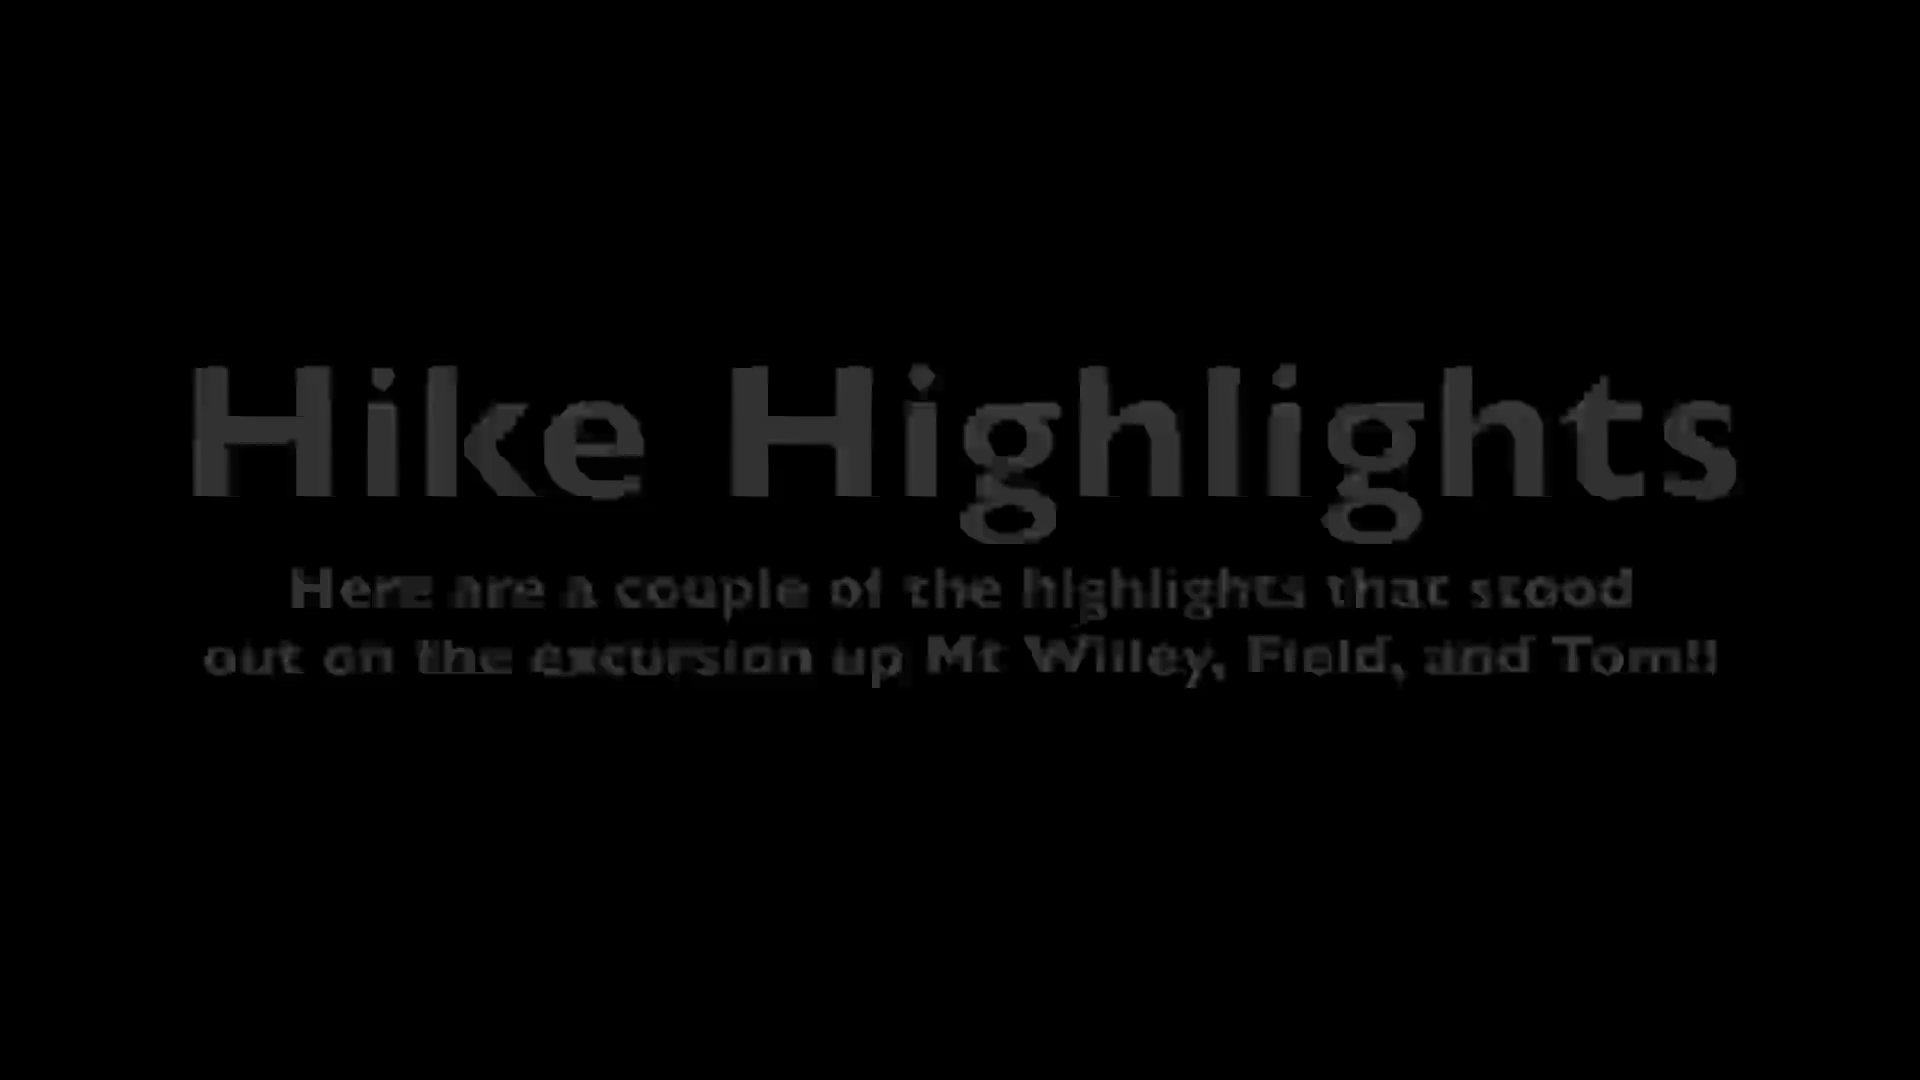 Hike Highlights
Here are a couple of the highlights that stood
out on the excursion up Mt Willey, Field, and Tom!!